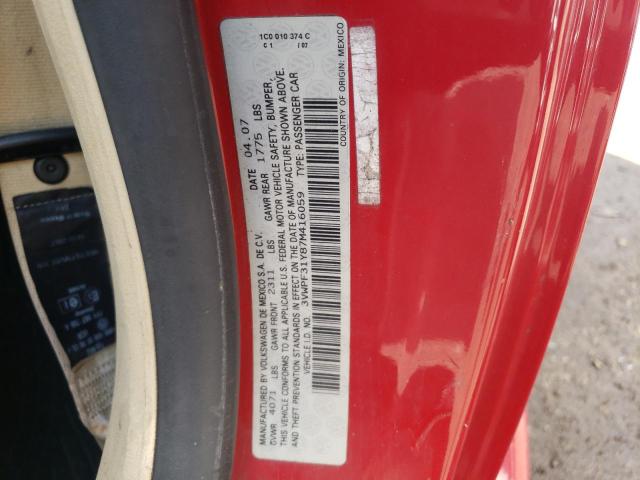 1C0 010 374 C
C 1 / 07
MANUFACTURED BY VOLKSWAGEN DE MEXICO S.A. DE C.V. DATE 04.07
GVWR 4071 LBS GAWR FRONT 2311 LBS GAWR REAR 1775 LBS
THIS VEHICLE CONFORMS TO ALL APPLICABLE U.S. FEDERAL MOTOR VEHICLE SAFETY, BUMPER,
AND THEFT PREVENTION STANDARDS IN EFFECT ON THE DATE OF MANUFACTURE SHOWN ABOVE.
VEHICLE I.D. NO. 3VWPF31Y87M416059 TYPE: PASSENGER CAR
COUNTRY OF ORIGIN: MEXICO